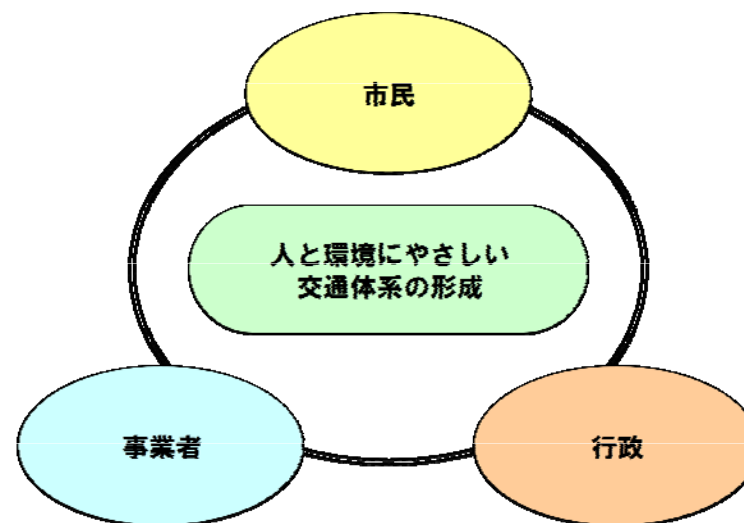 市民
人と環境にやさしい
交通体系の形成
事業者
行政